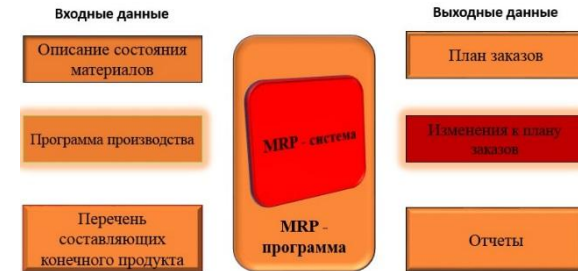 Входные данные
Описание состояния
материалов
Программа производства
Перечень
составляющих
конечного продукта
MRP - система
MRP -
программа
Выходные данные
План заказов
Изменения к плану
заказов
Отчеты